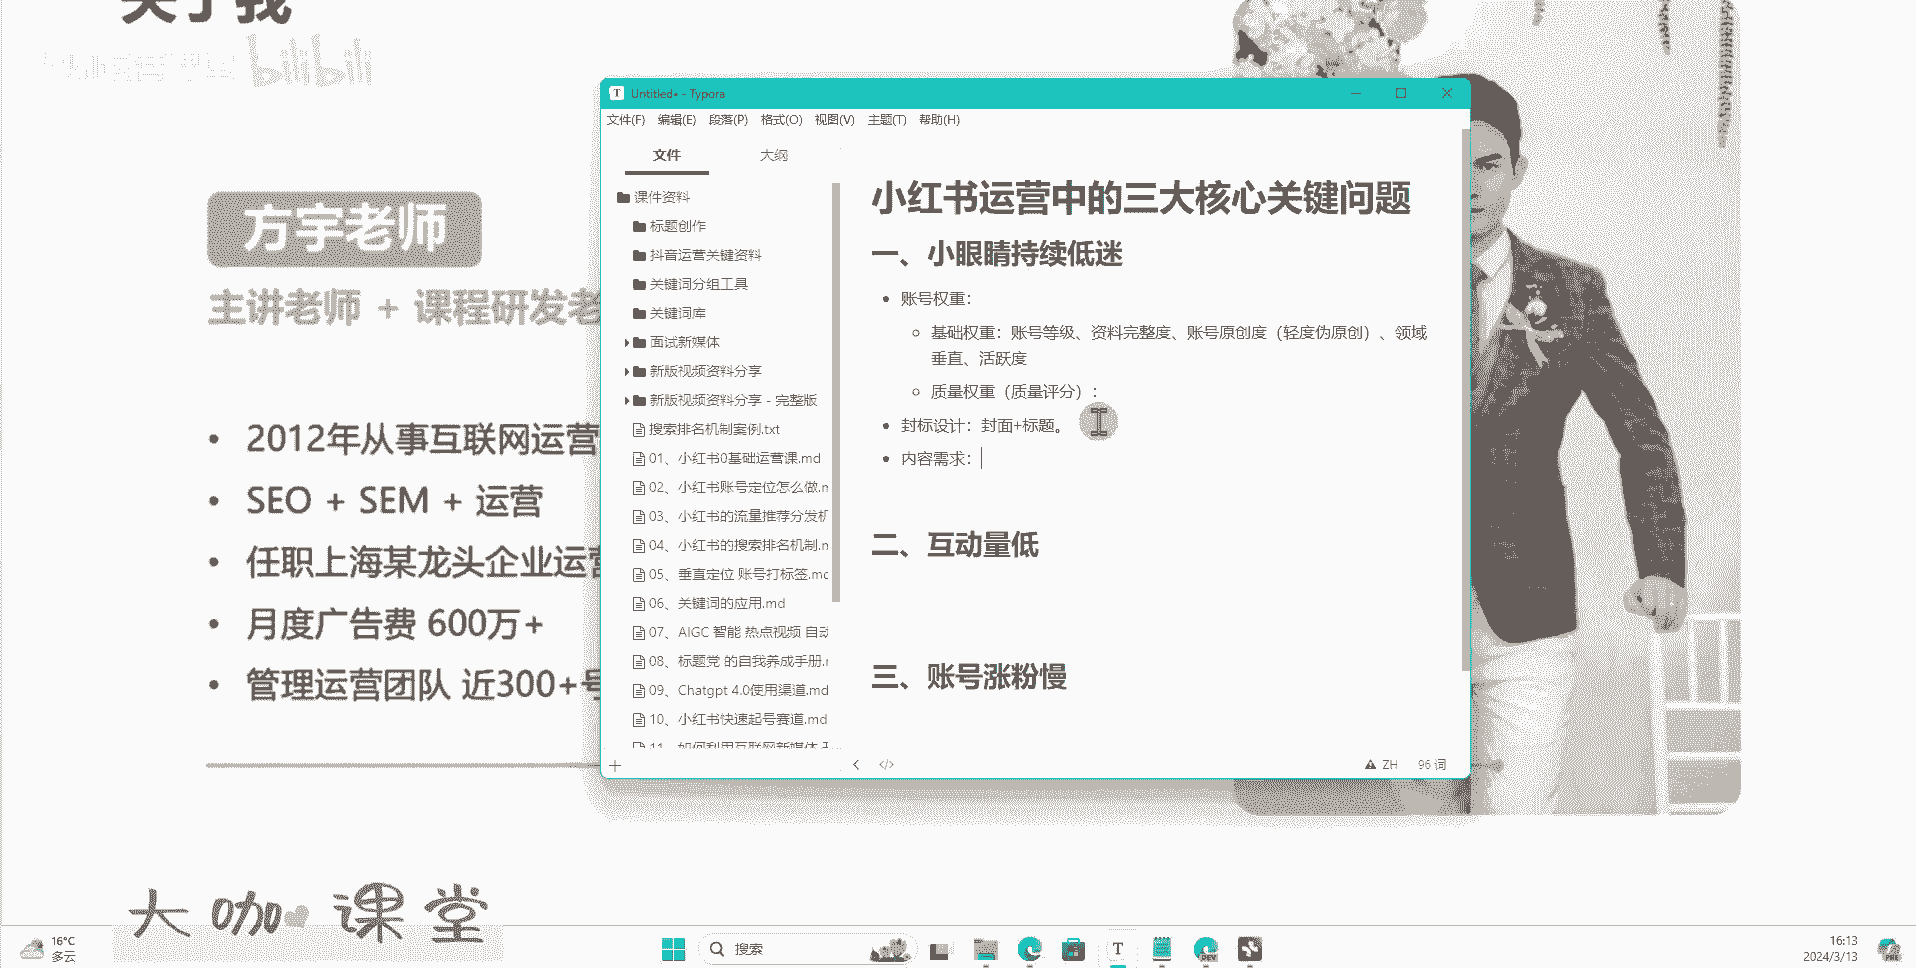 关于我
bilibili
方宇老师
主讲老师 + 课程研发老
2012年从事互联网运营
SEO + SEM + 运营
任职上海某龙头企业运营
月度广告费 600万+
管理运营团队 近300+号
大咖课堂
Untitled• - Typora
文件(F) 编辑(E) 段落(P) 格式(O) 视图(V) 主题(T) 帮助(H)
文件 大纲
课件资料
标题创作
抖音运营关键资料
关键词分组工具
关键词库
面试新媒体
新版视频资料分享
新版视频资料分享 - 完整版
搜索排名机制案例.txt
01、小红书0基础运营课.md
02、小红书账号定位怎么做.m
03、小红书的流量推荐分发机
04、小红书的搜索排名机制.m
05、垂直定位 账号打标签.md
06、关键词的应用.md
07、AIGC 智能 热点视频 自动
08、标题党 的自我养成手册.m
09、Chatgpt 4.0使用渠道.md
10、小红书快速起号赛道.md
11、如何利用互联网新媒体
小红书运营中的三大核心关键问题
一、小眼睛持续低迷
账号权重：
基础权重：账号等级、资料完整度、账号原创度（轻度伪原创）、领域
垂直、活跃度
质量权重（质量评分）：
封标设计：封面+标题。
内容需求：
二、互动量低
三、账号涨粉慢
ZH 96 词
16°C
多云
搜索
T
DEV
16:13
2024/3/13
PRE